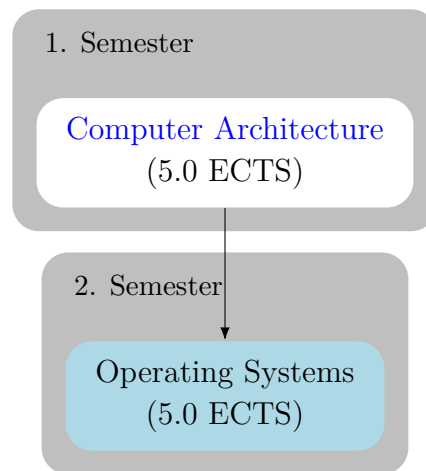 1. Semester
Computer Architecture
(5.0 ECTS)
2. Semester
Operating Systems
(5.0 ECTS)